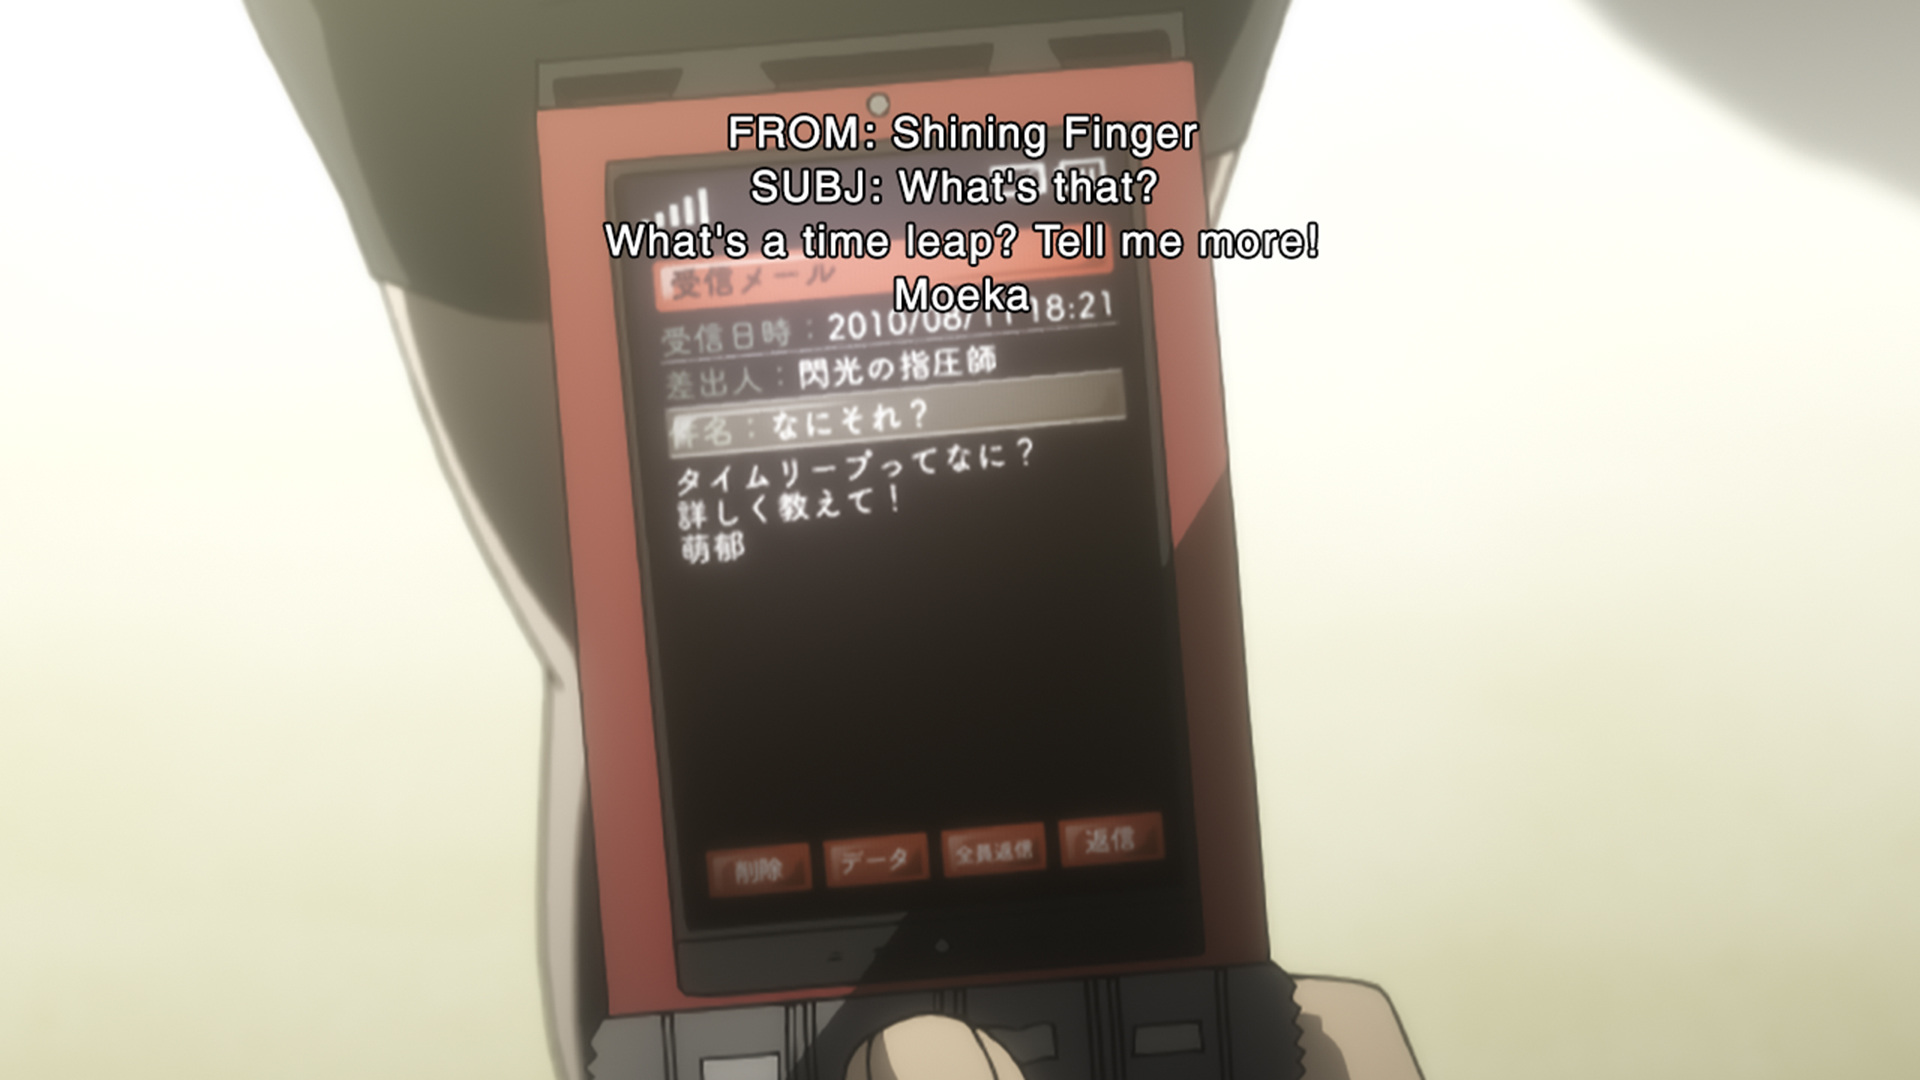 FROM: Shining Finger
SUBJ: What's that?
What's a time leap? Tell me more!
Moeka
受信メール
受信日時：2010/08/11 18:21
差出人：閃光の指圧師
件名：なにそれ？
タイムリープってなに？
詳しく教えて！
萌郁
削除 データ 全員返信 返信